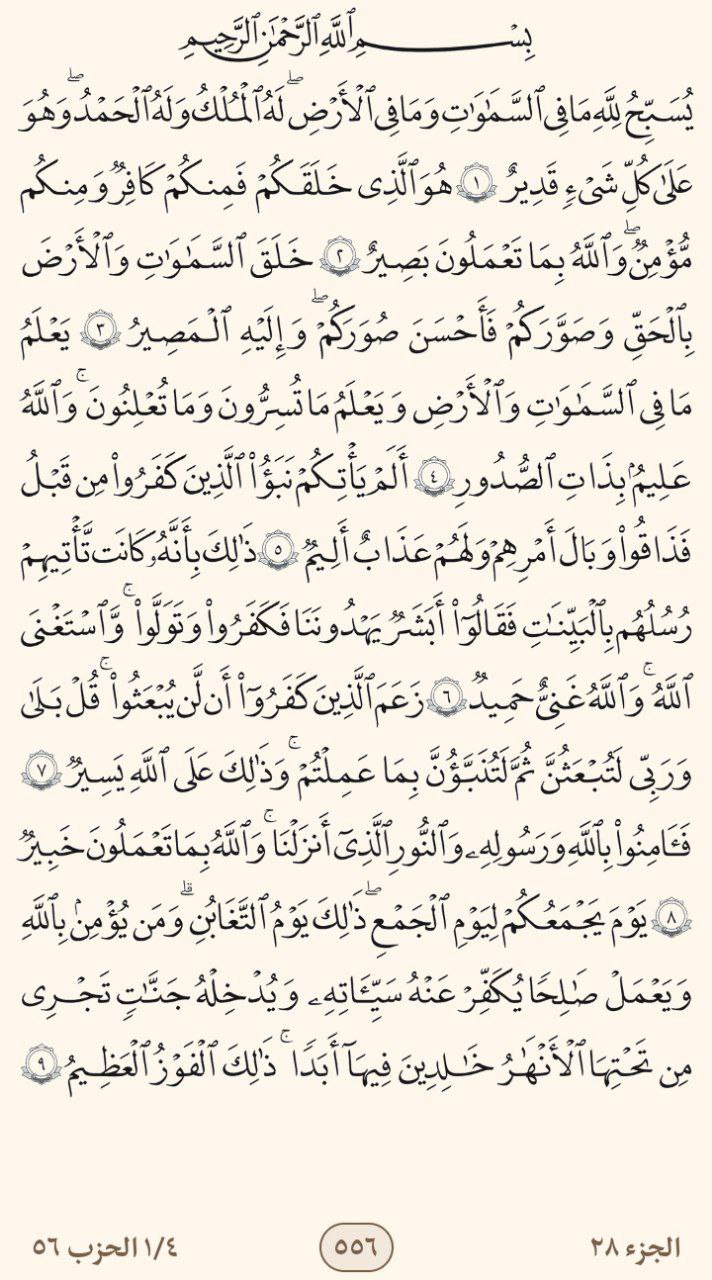 بِسْمِ ٱللَّهِ ٱلرَّحْمَٰنِ ٱلرَّحِيمِ
يُسَبِّحُ لِلَّهِ مَا فِي ٱلسَّمَٰوَٰتِ وَمَا فِي ٱلْأَرْضِۖ لَهُ ٱلْمُلْكُ وَلَهُ ٱلْحَمْدُۖ وَهُوَ
عَلَىٰ كُلِّ شَيْءٍ قَدِيرٌ ١ هُوَ ٱلَّذِي خَلَقَكُمْ فَمِنكُمْ كَافِرٌ وَمِنكُم
مُّؤْمِنٌۖ وَٱللَّهُ بِمَا تَعْمَلُونَ بَصِيرٌ ٢ خَلَقَ ٱلسَّمَٰوَٰتِ وَٱلْأَرْضَ
بِٱلْحَقِّ وَصَوَّرَكُمْ فَأَحْسَنَ صُوَرَكُمْۖ وَإِلَيْهِ ٱلْمَصِيرُ ٣ يَعْلَمُ
مَا فِي ٱلسَّمَٰوَٰتِ وَٱلْأَرْضِ وَيَعْلَمُ مَا تُسِرُّونَ وَمَا تُعْلِنُونَۚ وَٱللَّهُ
عَلِيمُۢ بِذَاتِ ٱلصُّدُورِ ٤ أَلَمْ يَأْتِكُمْ نَبَؤُا۟ ٱلَّذِينَ كَفَرُوا۟ مِن قَبْلُ
فَذَاقُوا۟ وَبَالَ أَمْرِهِمْ وَلَهُمْ عَذَابٌ أَلِيمٌ ٥ ذَٰلِكَ بِأَنَّهُۥ كَانَت تَّأْتِيهِمْ
رُسُلُهُم بِٱلْبَيِّنَٰتِ فَقَالُوٓا۟ أَبَشَرٌ يَهْدُونَنَا فَكَفَرُوا۟ وَتَوَلَّوا۟ۚ وَّٱسْتَغْنَى
ٱللَّهُۚ وَٱللَّهُ غَنِيٌّ حَمِيدٌ ٦ زَعَمَ ٱلَّذِينَ كَفَرُوٓا۟ أَن لَّن يُبْعَثُوا۟ۚ قُلْ بَلَىٰ
وَرَبِّي لَتُبْعَثُنَّ ثُمَّ لَتُنَبَّؤُنَّ بِمَا عَمِلْتُمْۚ وَذَٰلِكَ عَلَى ٱللَّهِ يَسِيرٌ ٧
فَـَٔامِنُوا۟ بِٱللَّهِ وَرَسُولِهِۦ وَٱلنُّورِ ٱلَّذِيٓ أَنزَلْنَاۚ وَٱللَّهُ بِمَا تَعْمَلُونَ خَبِيرٌ
٨ يَوْمَ يَجْمَعُكُمْ لِيَوْمِ ٱلْجَمْعِۖ ذَٰلِكَ يَوْمُ ٱلتَّغَابُنِۗ وَمَن يُؤْمِنۢ بِٱللَّهِ
وَيَعْمَلْ صَٰلِحًا يُكَفِّرْ عَنْهُ سَيِّـَٔاتِهِۦ وَيُدْخِلْهُ جَنَّٰتٍ تَجْرِي
مِن تَحْتِهَا ٱلْأَنْهَٰرُ خَٰلِدِينَ فِيهَآ أَبَدًاۚ ذَٰلِكَ ٱلْفَوْزُ ٱلْعَظِيمُ ٩
الجزء ٢٨ ٥٥٦ ١/٤ الحزب ٥٦